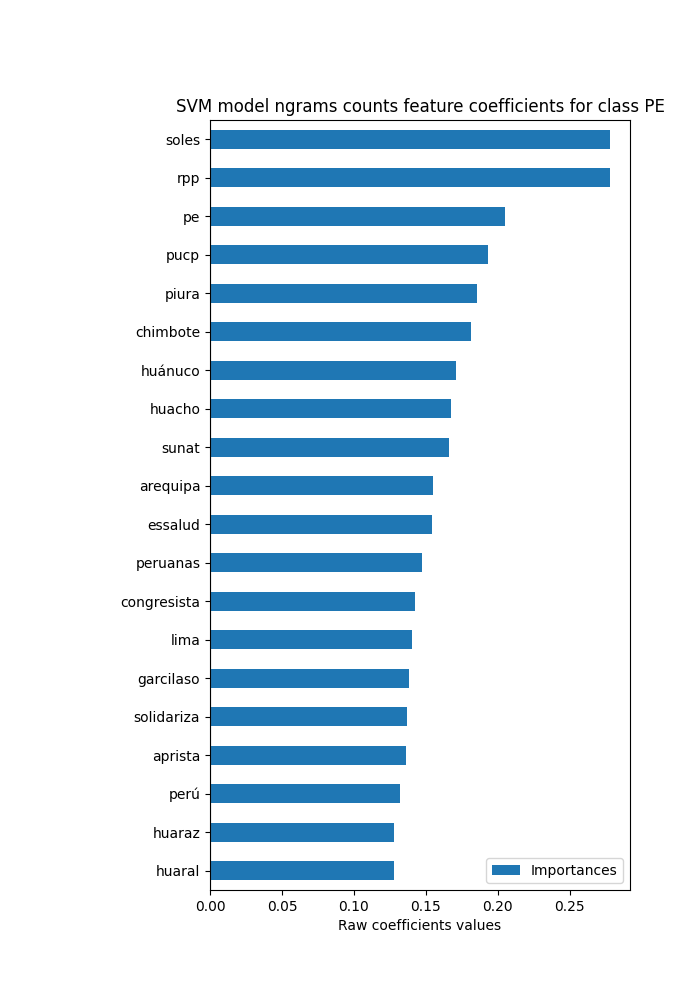 SVM model ngrams counts feature coefficients for class PE
soles
rpp
pe
pucp
piura
chimbote
huánuco
huacho
sunat
arequipa
essalud
peruanas
congresista
lima
garcilaso
solidariza
aprista
perú
huaraz
huaral
Importances
0.00 0.05 0.10 0.15 0.20 0.25
Raw coefficients values